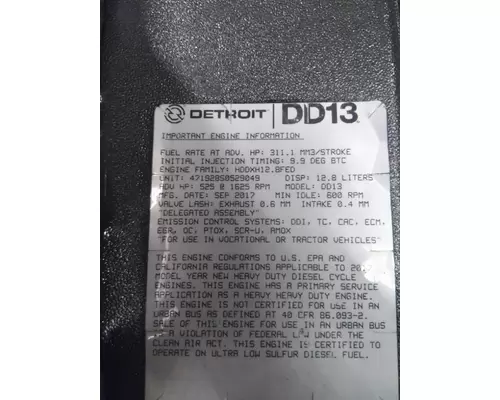 DETROIT DD13
IMPORTANT ENGINE INFORMATION
FUEL RATE AT ADV. HP: 311.1 MM3/STROKE
INITIAL INJECTION TIMING: 9.9 DEG BTC
ENGINE FAMILY: HDDXH12.8FED
UNIT: 471928S0529049 DISP: 12.8 LITERS
ADV HP: 525 @ 1625 RPM MODEL: DD13
MFG. DATE: SEP 2017 MIN IDLE: 600 RPM
VALVE LASH: EXHAUST 0.6 MM INTAKE 0.4 MM
"DELEGATED ASSEMBLY"
EMISSION CONTROL SYSTEMS: DDI, TC, CAC, ECM,
EGR, OC, PTOX, SCR-U, AMOX
"FOR USE IN VOCATIONAL OR TRACTOR VEHICLES"
THIS ENGINE CONFORMS TO U.S. EPA AND
CALIFORNIA REGULATIONS APPLICABLE TO
MODEL YEAR NEW HEAVY DUTY DIESEL CYCLE
ENGINES. THIS ENGINE HAS A PRIMARY SERVICE
APPLICATION AS A HEAVY HEAVY DUTY ENGINE.
THIS ENGINE IS NOT CERTIFIED FOR USE IN AN
URBAN BUS AS DEFINED AT 40 CFR 86.093-2.
SALE OF THIS ENGINE FOR USE IN AN URBAN BUS
IS A VIOLATION OF FEDERAL LAW UNDER THE
CLEAN AIR ACT. THIS ENGINE IS CERTIFIED TO
OPERATE ON ULTRA LOW SULFUR DIESEL FUEL.